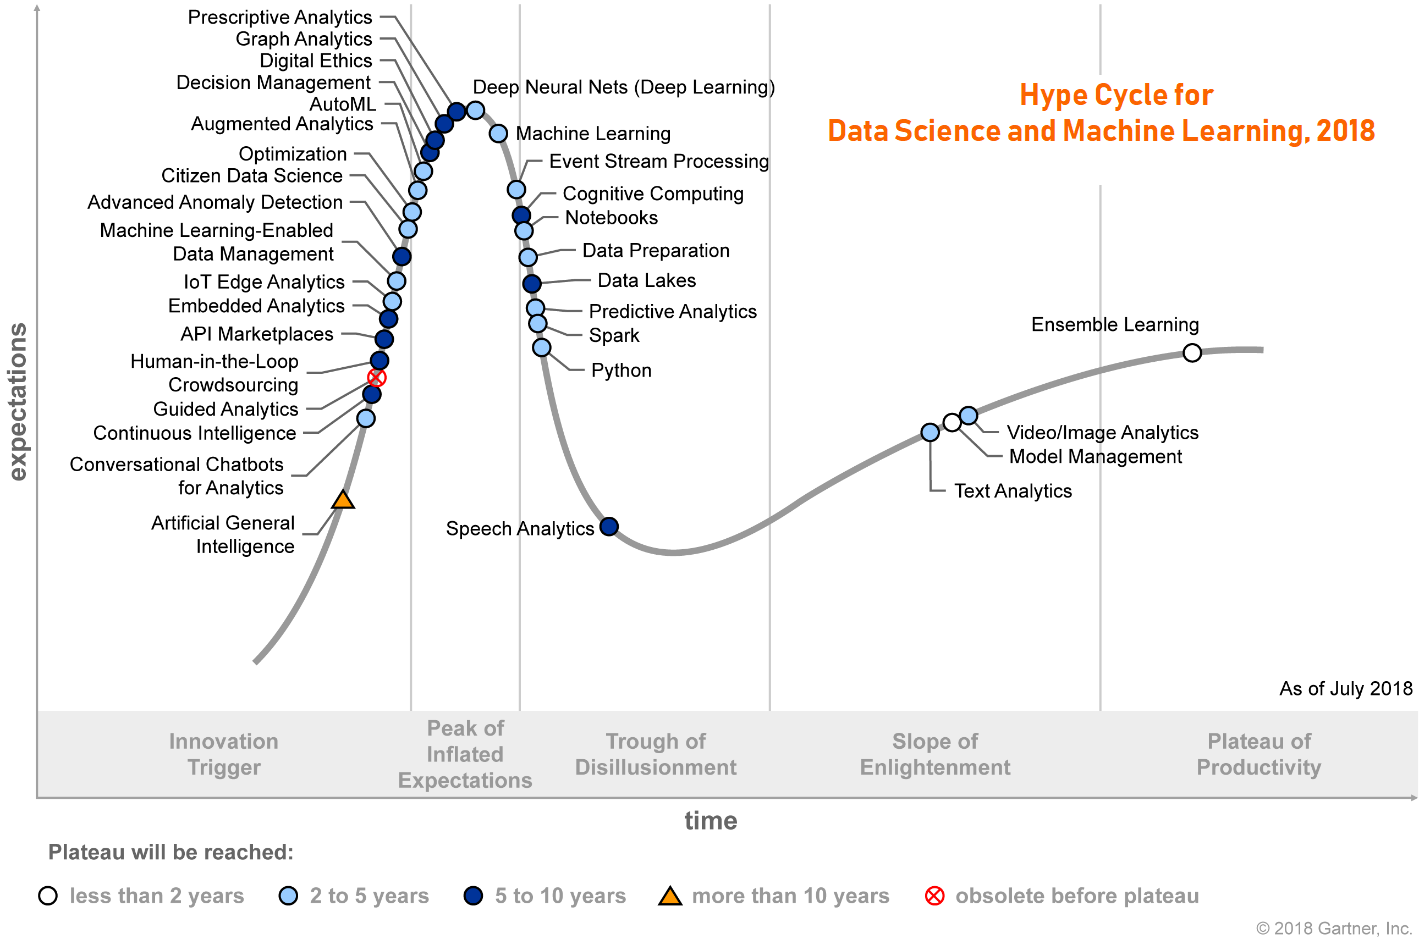 Prescriptive Analytics
Graph Analytics
Digital Ethics
Decision Management
AutoML
Augmented Analytics
Optimization
Citizen Data Science
Advanced Anomaly Detection
Machine Learning-Enabled
Data Management
IoT Edge Analytics
Embedded Analytics
API Marketplaces
Human-in-the-Loop
Crowdsourcing
Guided Analytics
Continuous Intelligence
Conversational Chatbots
for Analytics
Artificial General
Intelligence
Deep Neural Nets (Deep Learning)
Machine Learning
Event Stream Processing
Cognitive Computing
Notebooks
Data Preparation
Data Lakes
Predictive Analytics
Spark
Python
Speech Analytics
Hype Cycle for
Data Science and Machine Learning, 2018
Ensemble Learning
Video/Image Analytics
Model Management
Text Analytics
As of July 2018
expectations
Innovation
Trigger
Peak of
Inflated
Expectations
Trough of
Disillusionment
Slope of
Enlightenment
Plateau of
Productivity
time
Plateau will be reached:
less than 2 years
2 to 5 years
5 to 10 years
more than 10 years
obsolete before plateau
© 2018 Gartner, Inc.